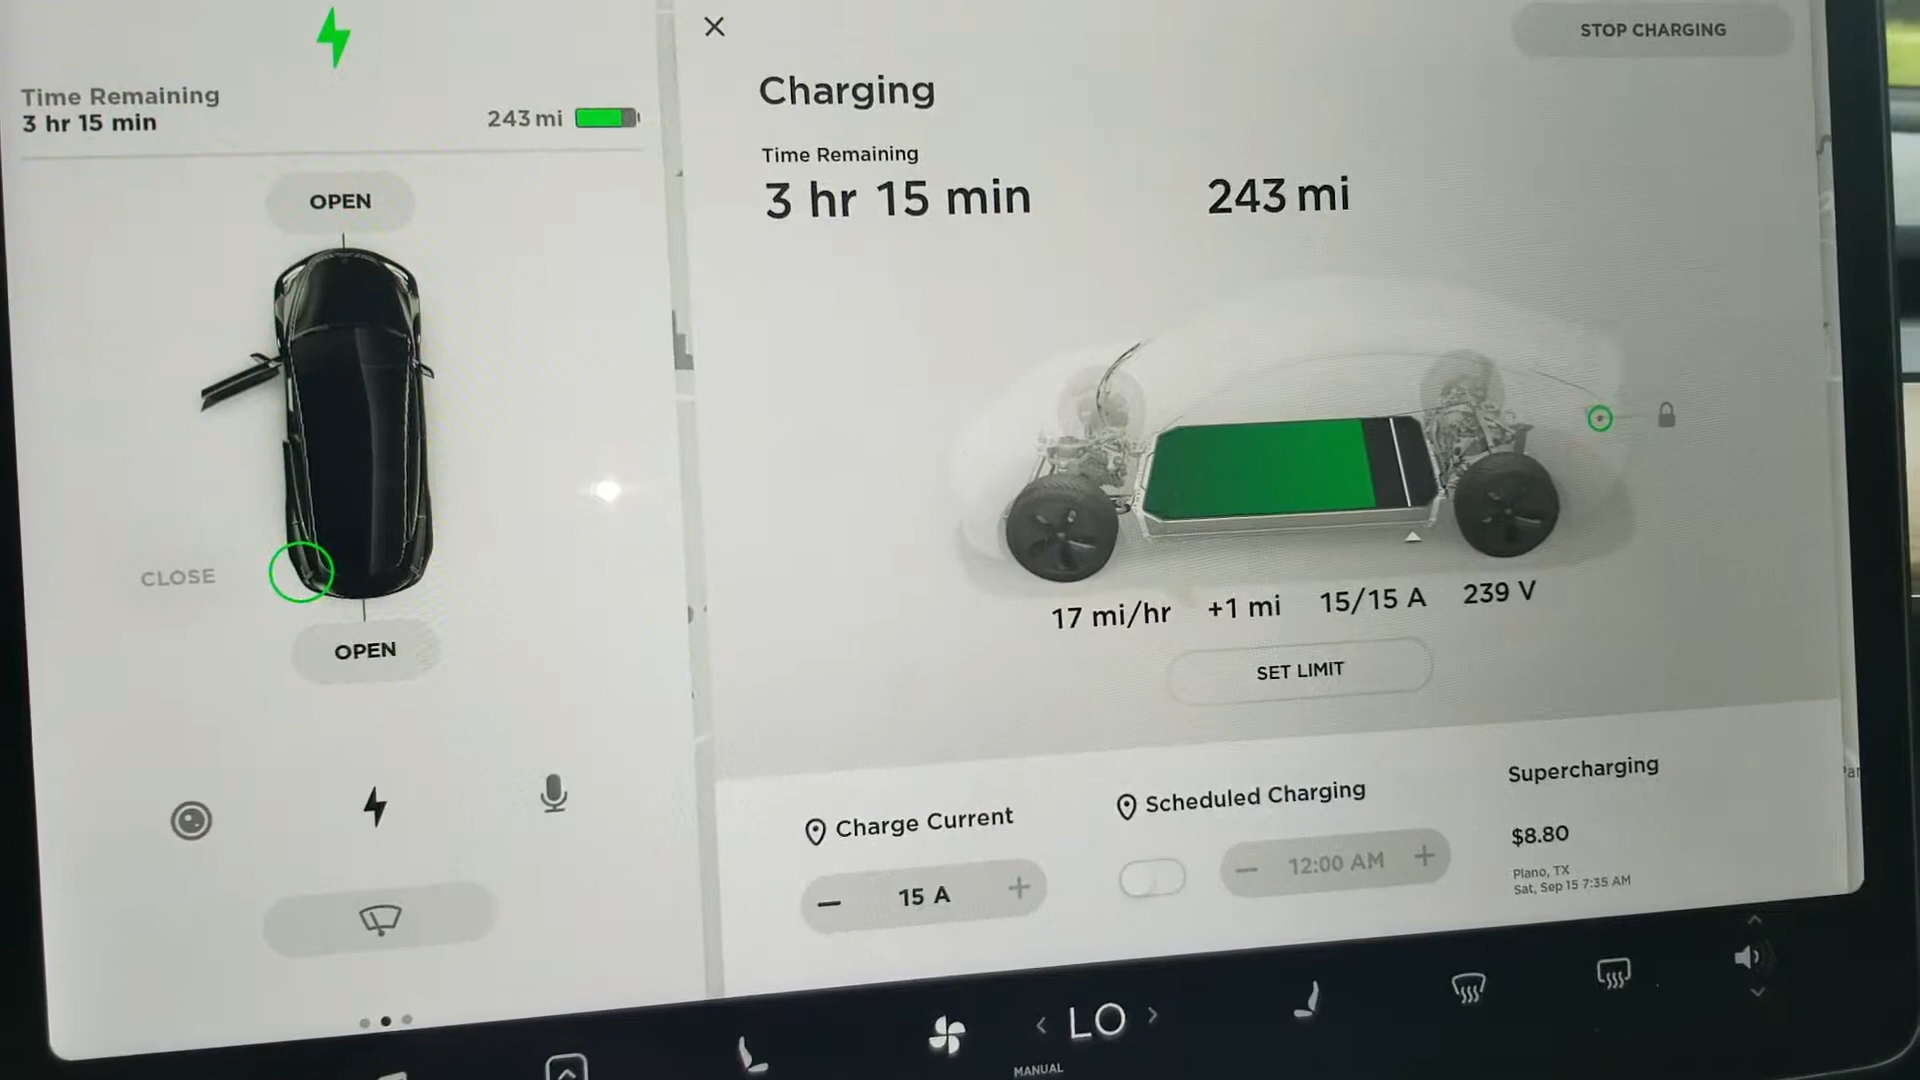 Time Remaining
3 hr 15 min
243 mi
OPEN
CLOSE
OPEN
STOP CHARGING
Charging
Time Remaining
3 hr 15 min
243 mi
17 mi/hr
+1 mi
15/15 A
239 V
SET LIMIT
Charge Current
15 A
Scheduled Charging
12:00 AM
Supercharging
$8.80
Plano, TX
Sat, Sep 15 7:35 AM
LO
MANUAL